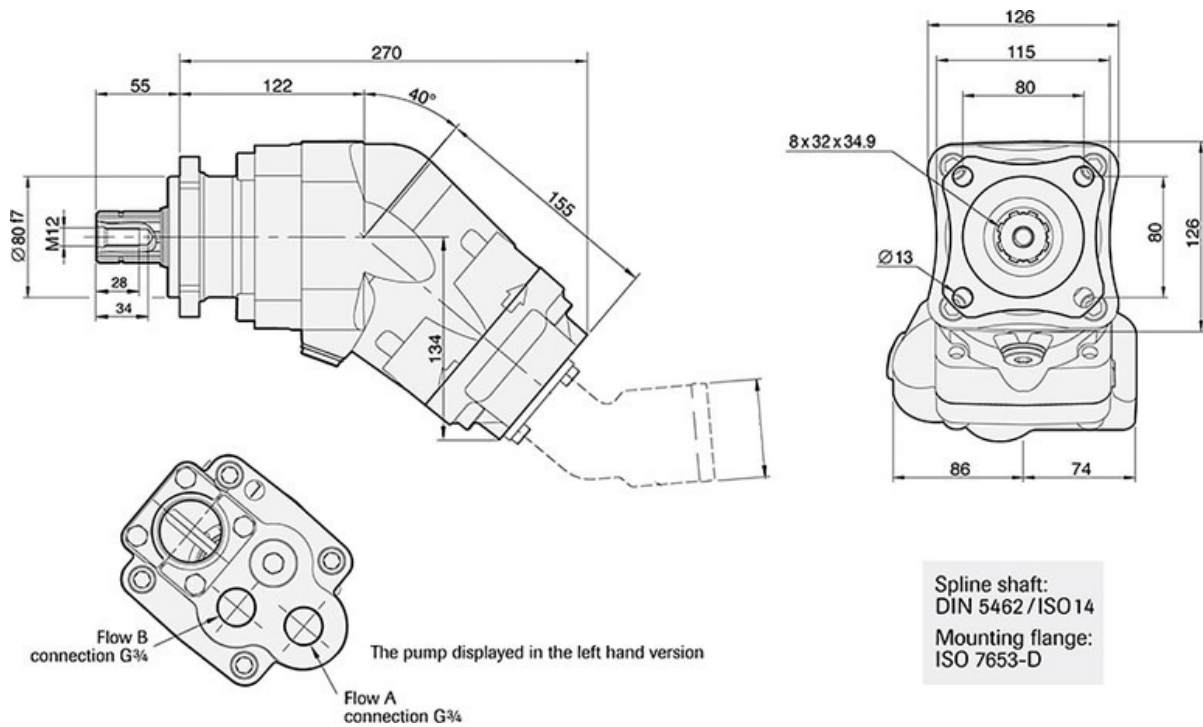 270
55
122
40°
155
Ø80 f7
M12
28
34
134
126
115
80
8 x 32 x 34.9
Ø13
80
126
86
74
Flow B
connection G¾
Flow A
connection G¾
The pump displayed in the left hand version
Spline shaft:
DIN 5462 / ISO14
Mounting flange:
ISO 7653-D